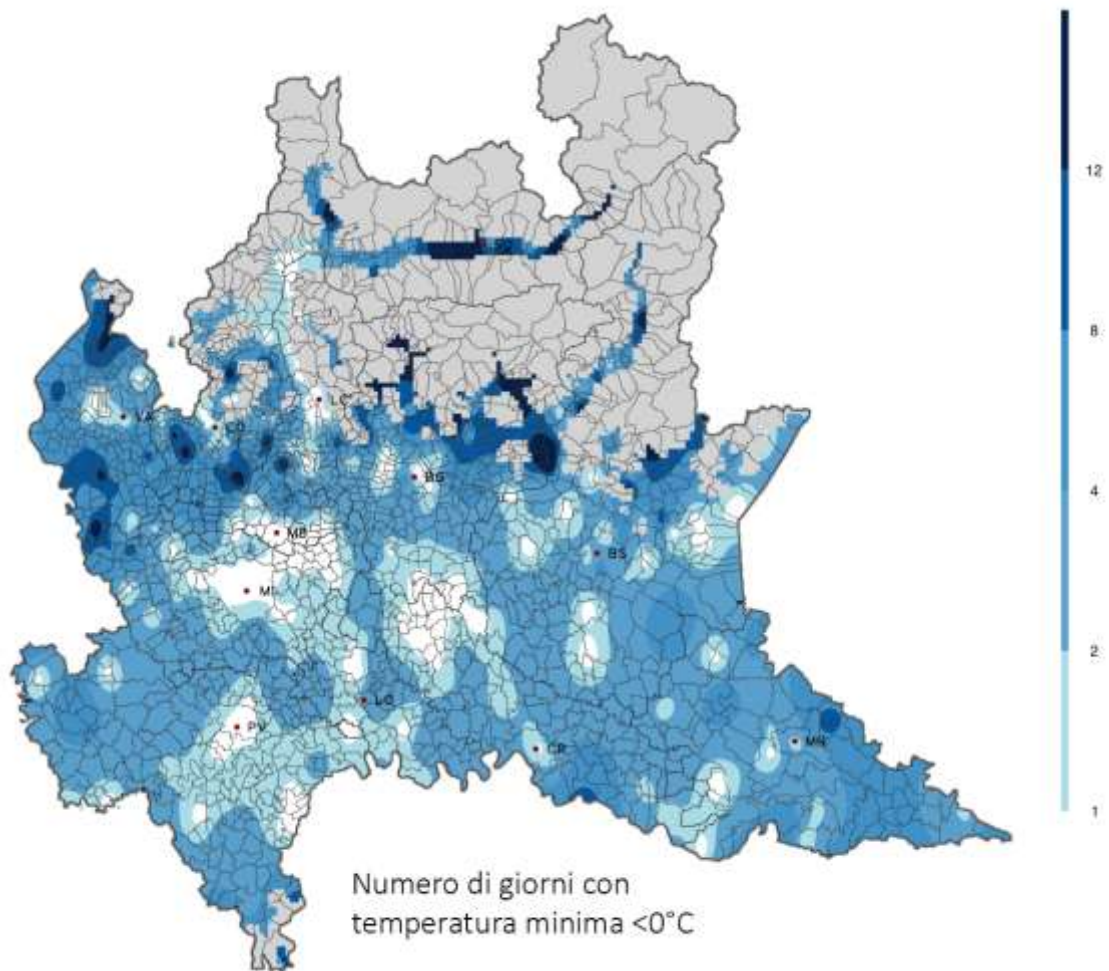 12
8
VA
CO
LC
BG
4
MB
BS
MI
2
LO
PV
CR
MN
1
Numero di giorni con
temperatura minima <0°C